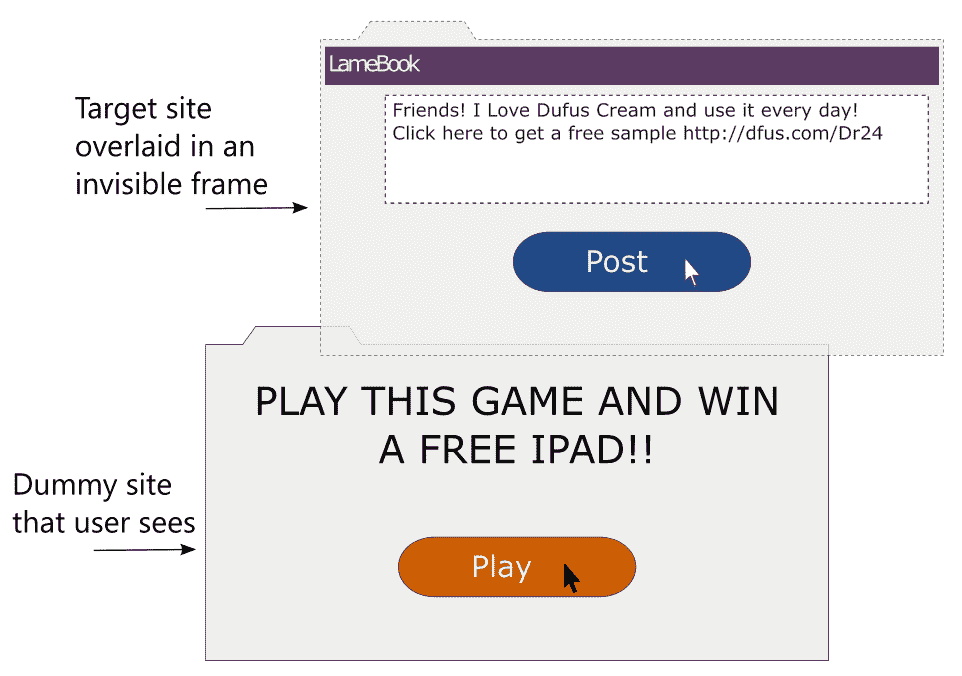 LameBook
Target site
overlaid in an
invisible frame
Friends! I Love Dufus Cream and use it every day!
Click here to get a free sample http://dfus.com/Dr24
Post
PLAY THIS GAME AND WIN
A FREE IPAD!!
Dummy site
that user sees
Play